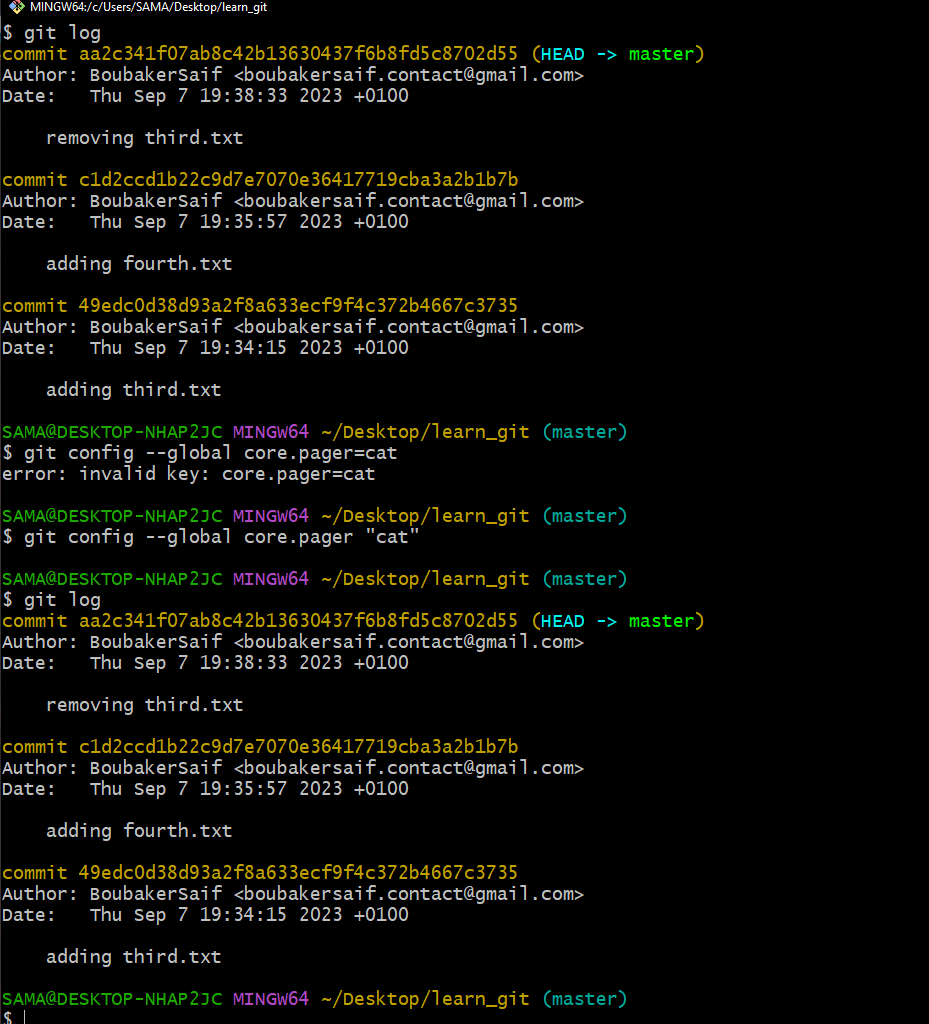 MINGW64:/c/Users/SAMA/Desktop/learn_git
$ git log
commit aa2c341f07ab8c42b13630437f6b8fd5c8702d55 (HEAD -> master)
Author: BoubakerSaif <boubakersaif.contact@gmail.com>
Date:   Thu Sep 7 19:38:33 2023 +0100
    removing third.txt
commit c1d2ccd1b22c9d7e7070e36417719cba3a2b1b7b
Author: BoubakerSaif <boubakersaif.contact@gmail.com>
Date:   Thu Sep 7 19:35:57 2023 +0100
    adding fourth.txt
commit 49edc0d38d93a2f8a633ecf9f4c372b4667c3735
Author: BoubakerSaif <boubakersaif.contact@gmail.com>
Date:   Thu Sep 7 19:34:15 2023 +0100
    adding third.txt
SAMA@DESKTOP-NHAP2JC MINGW64 ~/Desktop/learn_git (master)
$ git config --global core.pager=cat
error: invalid key: core.pager=cat
SAMA@DESKTOP-NHAP2JC MINGW64 ~/Desktop/learn_git (master)
$ git config --global core.pager "cat"
SAMA@DESKTOP-NHAP2JC MINGW64 ~/Desktop/learn_git (master)
$ git log
commit aa2c341f07ab8c42b13630437f6b8fd5c8702d55 (HEAD -> master)
Author: BoubakerSaif <boubakersaif.contact@gmail.com>
Date:   Thu Sep 7 19:38:33 2023 +0100
    removing third.txt
commit c1d2ccd1b22c9d7e7070e36417719cba3a2b1b7b
Author: BoubakerSaif <boubakersaif.contact@gmail.com>
Date:   Thu Sep 7 19:35:57 2023 +0100
    adding fourth.txt
commit 49edc0d38d93a2f8a633ecf9f4c372b4667c3735
Author: BoubakerSaif <boubakersaif.contact@gmail.com>
Date:   Thu Sep 7 19:34:15 2023 +0100
    adding third.txt
SAMA@DESKTOP-NHAP2JC MINGW64 ~/Desktop/learn_git (master)
$